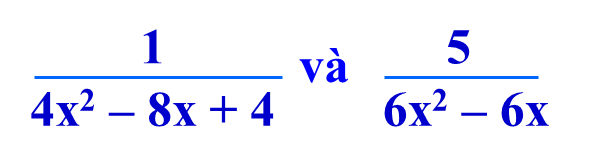 1/(4x² – 8x + 4) và 5/(6x² – 6x)